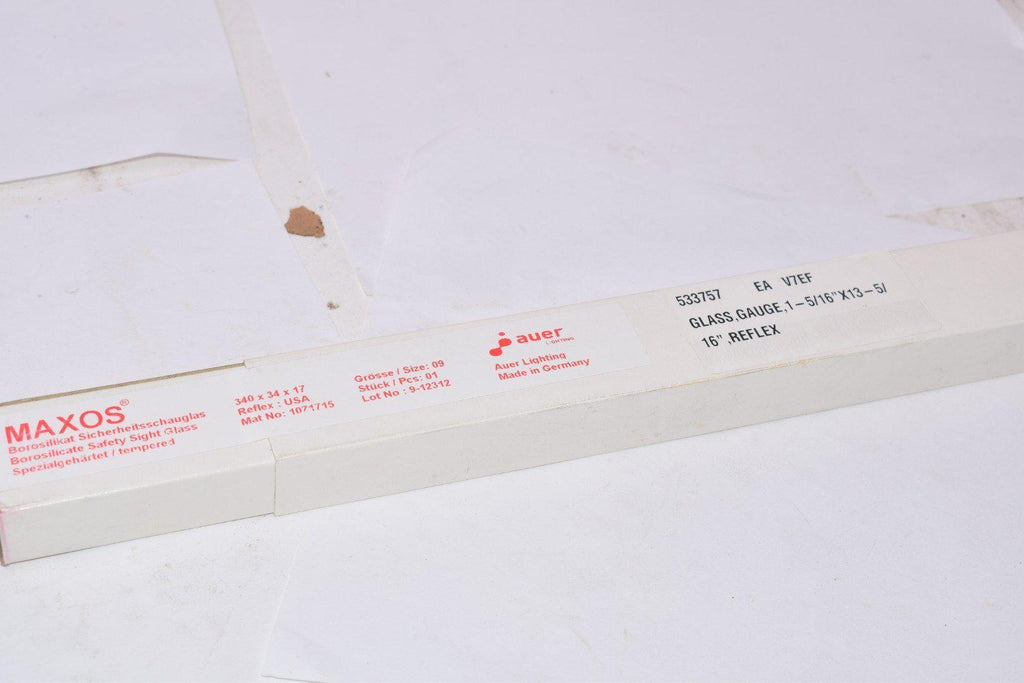 MAXOS®
Borosilikat Sicherheitsschauglas
Borosilicate Safety Sight Glass
Spezialgehärtet / tempered
340 x 34 x 17
Reflex : USA
Mat No: 1071715
Grösse / Size: 09
Stück / Pcs: 01
Lot No : 9-12312
auer
LIGHTING
Auer Lighting
Made in Germany
533757 EA V7EF
GLASS,GAUGE,1-5/16"X13-5/
16",REFLEX